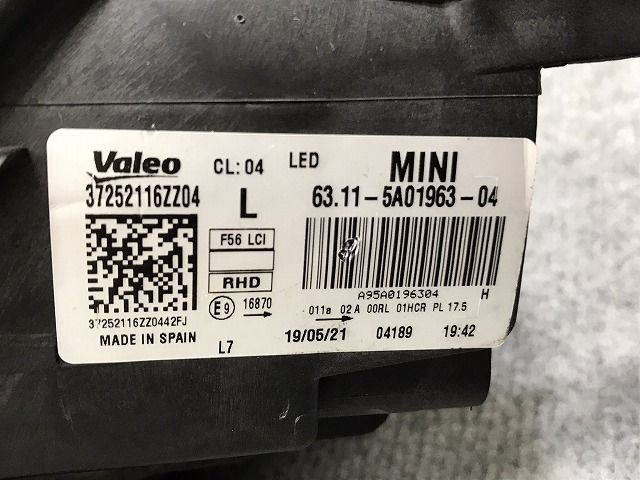 Valeo CL: 04 LED MINI
37252116ZZ04 L 63.11-5A01963-04
F56 LCI
RHD
A95A0196304 H
E9 16870 011a 02A 00RL 01HCR PL 17.5
37252116ZZ0442FJ
MADE IN SPAIN L7 19/05/21 04189 19:42